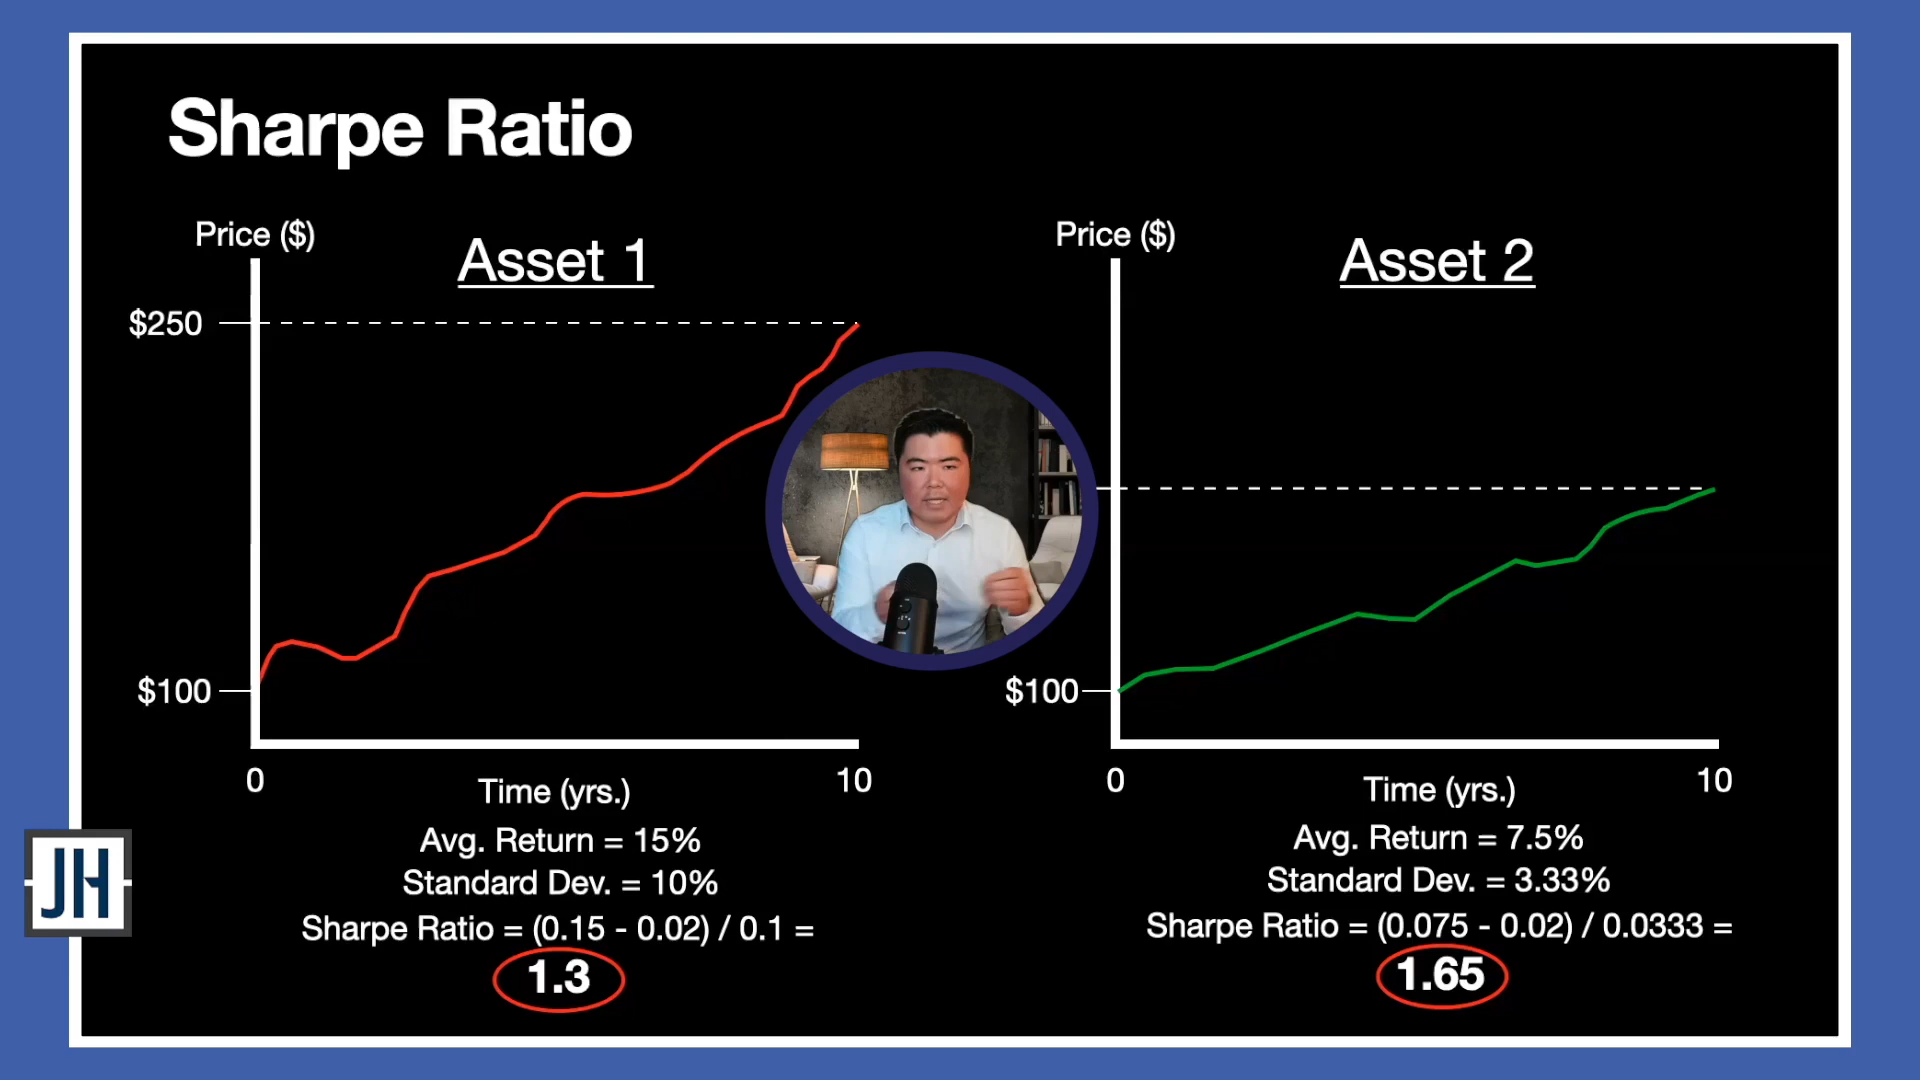 Sharpe Ratio
Price ($)
Asset 1
$250
$100
0
10
Time (yrs.)
Avg. Return = 15%
Standard Dev. = 10%
Sharpe Ratio = (0.15 - 0.02) / 0.1 =
1.3
Price ($)
Asset 2
$100
0
10
Time (yrs.)
Avg. Return = 7.5%
Standard Dev. = 3.33%
Sharpe Ratio = (0.075 - 0.02) / 0.0333 =
1.65
JH